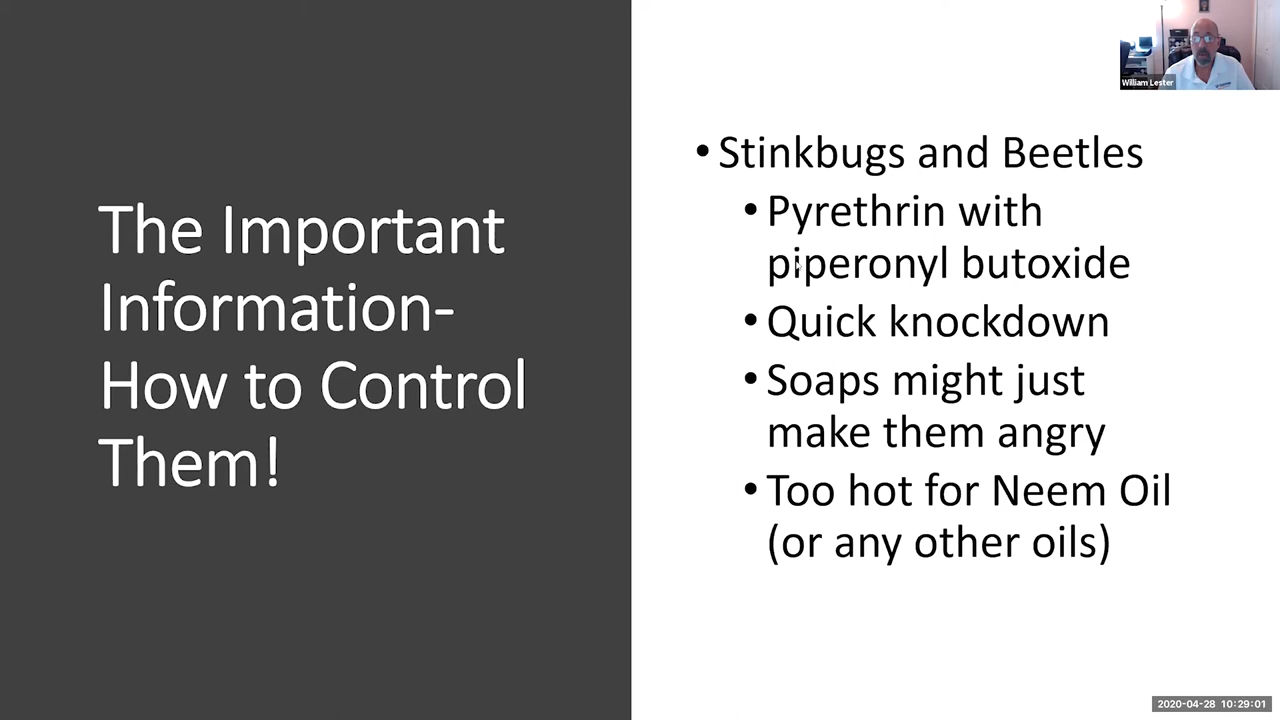 William Lester
The Important
Information-
How to Control
Them!
• Stinkbugs and Beetles
• Pyrethrin with
piperonyl butoxide
• Quick knockdown
• Soaps might just
make them angry
• Too hot for Neem Oil
(or any other oils)
2020-04-28 10:29:01